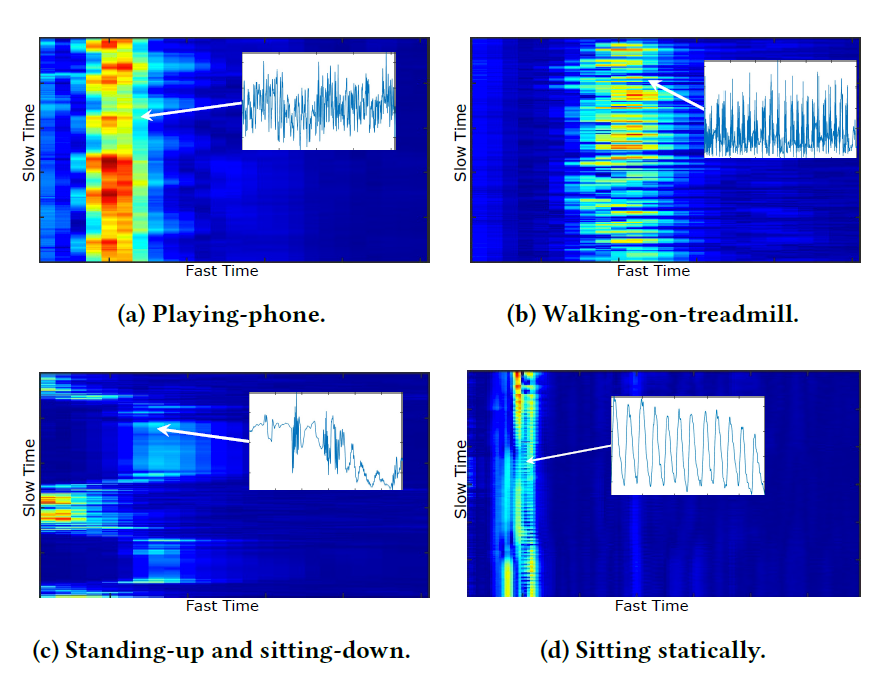 Slow Time
Fast Time
(a) Playing-phone.
Slow Time
Fast Time
(b) Walking-on-treadmill.
Slow Time
Fast Time
(c) Standing-up and sitting-down.
Slow Time
Fast Time
(d) Sitting statically.